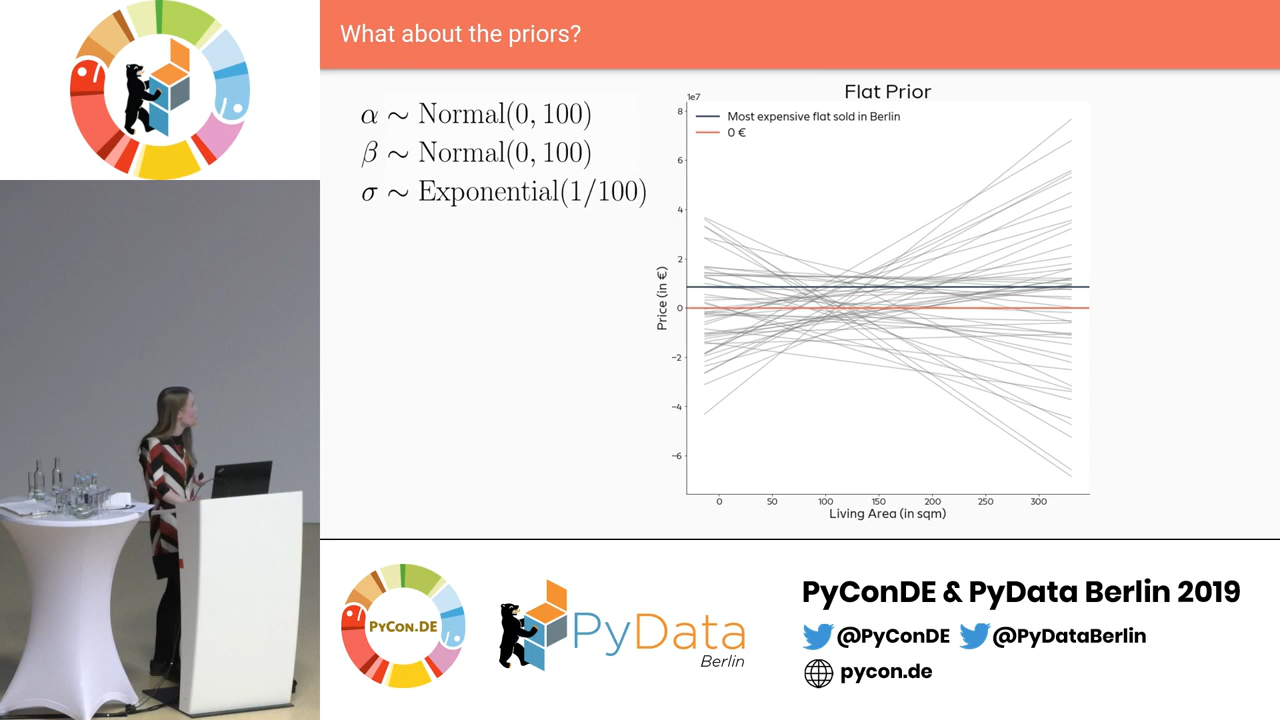 What about the priors?
α ∼ Normal(0, 100)
β ∼ Normal(0, 100)
σ ∼ Exponential(1/100)
Flat Prior
1e7
Most expensive flat sold in Berlin
0 €
8
6
4
2
0
−2
−4
−6
Price (in €)
0 50 100 150 200 250 300
Living Area (in sqm)
PYCON.DE
PyData
Berlin
PyConDE & PyData Berlin 2019
@PyConDE @PyDataBerlin
pycon.de